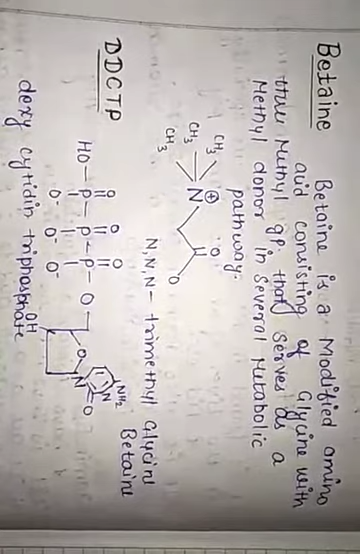 Betaine
Betaine is a Modified amino
acid consisting of Glycine with
three Methyl gp that serves as a
Methyl donor in several Metabolic
pathway.
CH3
CH3
CH3
N
⊕
O
O
N,N,N- trimethyl Glycine
Betaine
DDCTP
HO-P-P-P-O
O O O
O- O- O-
O
N
N
NH2
O
OH
deoxy cytidin triphosphate